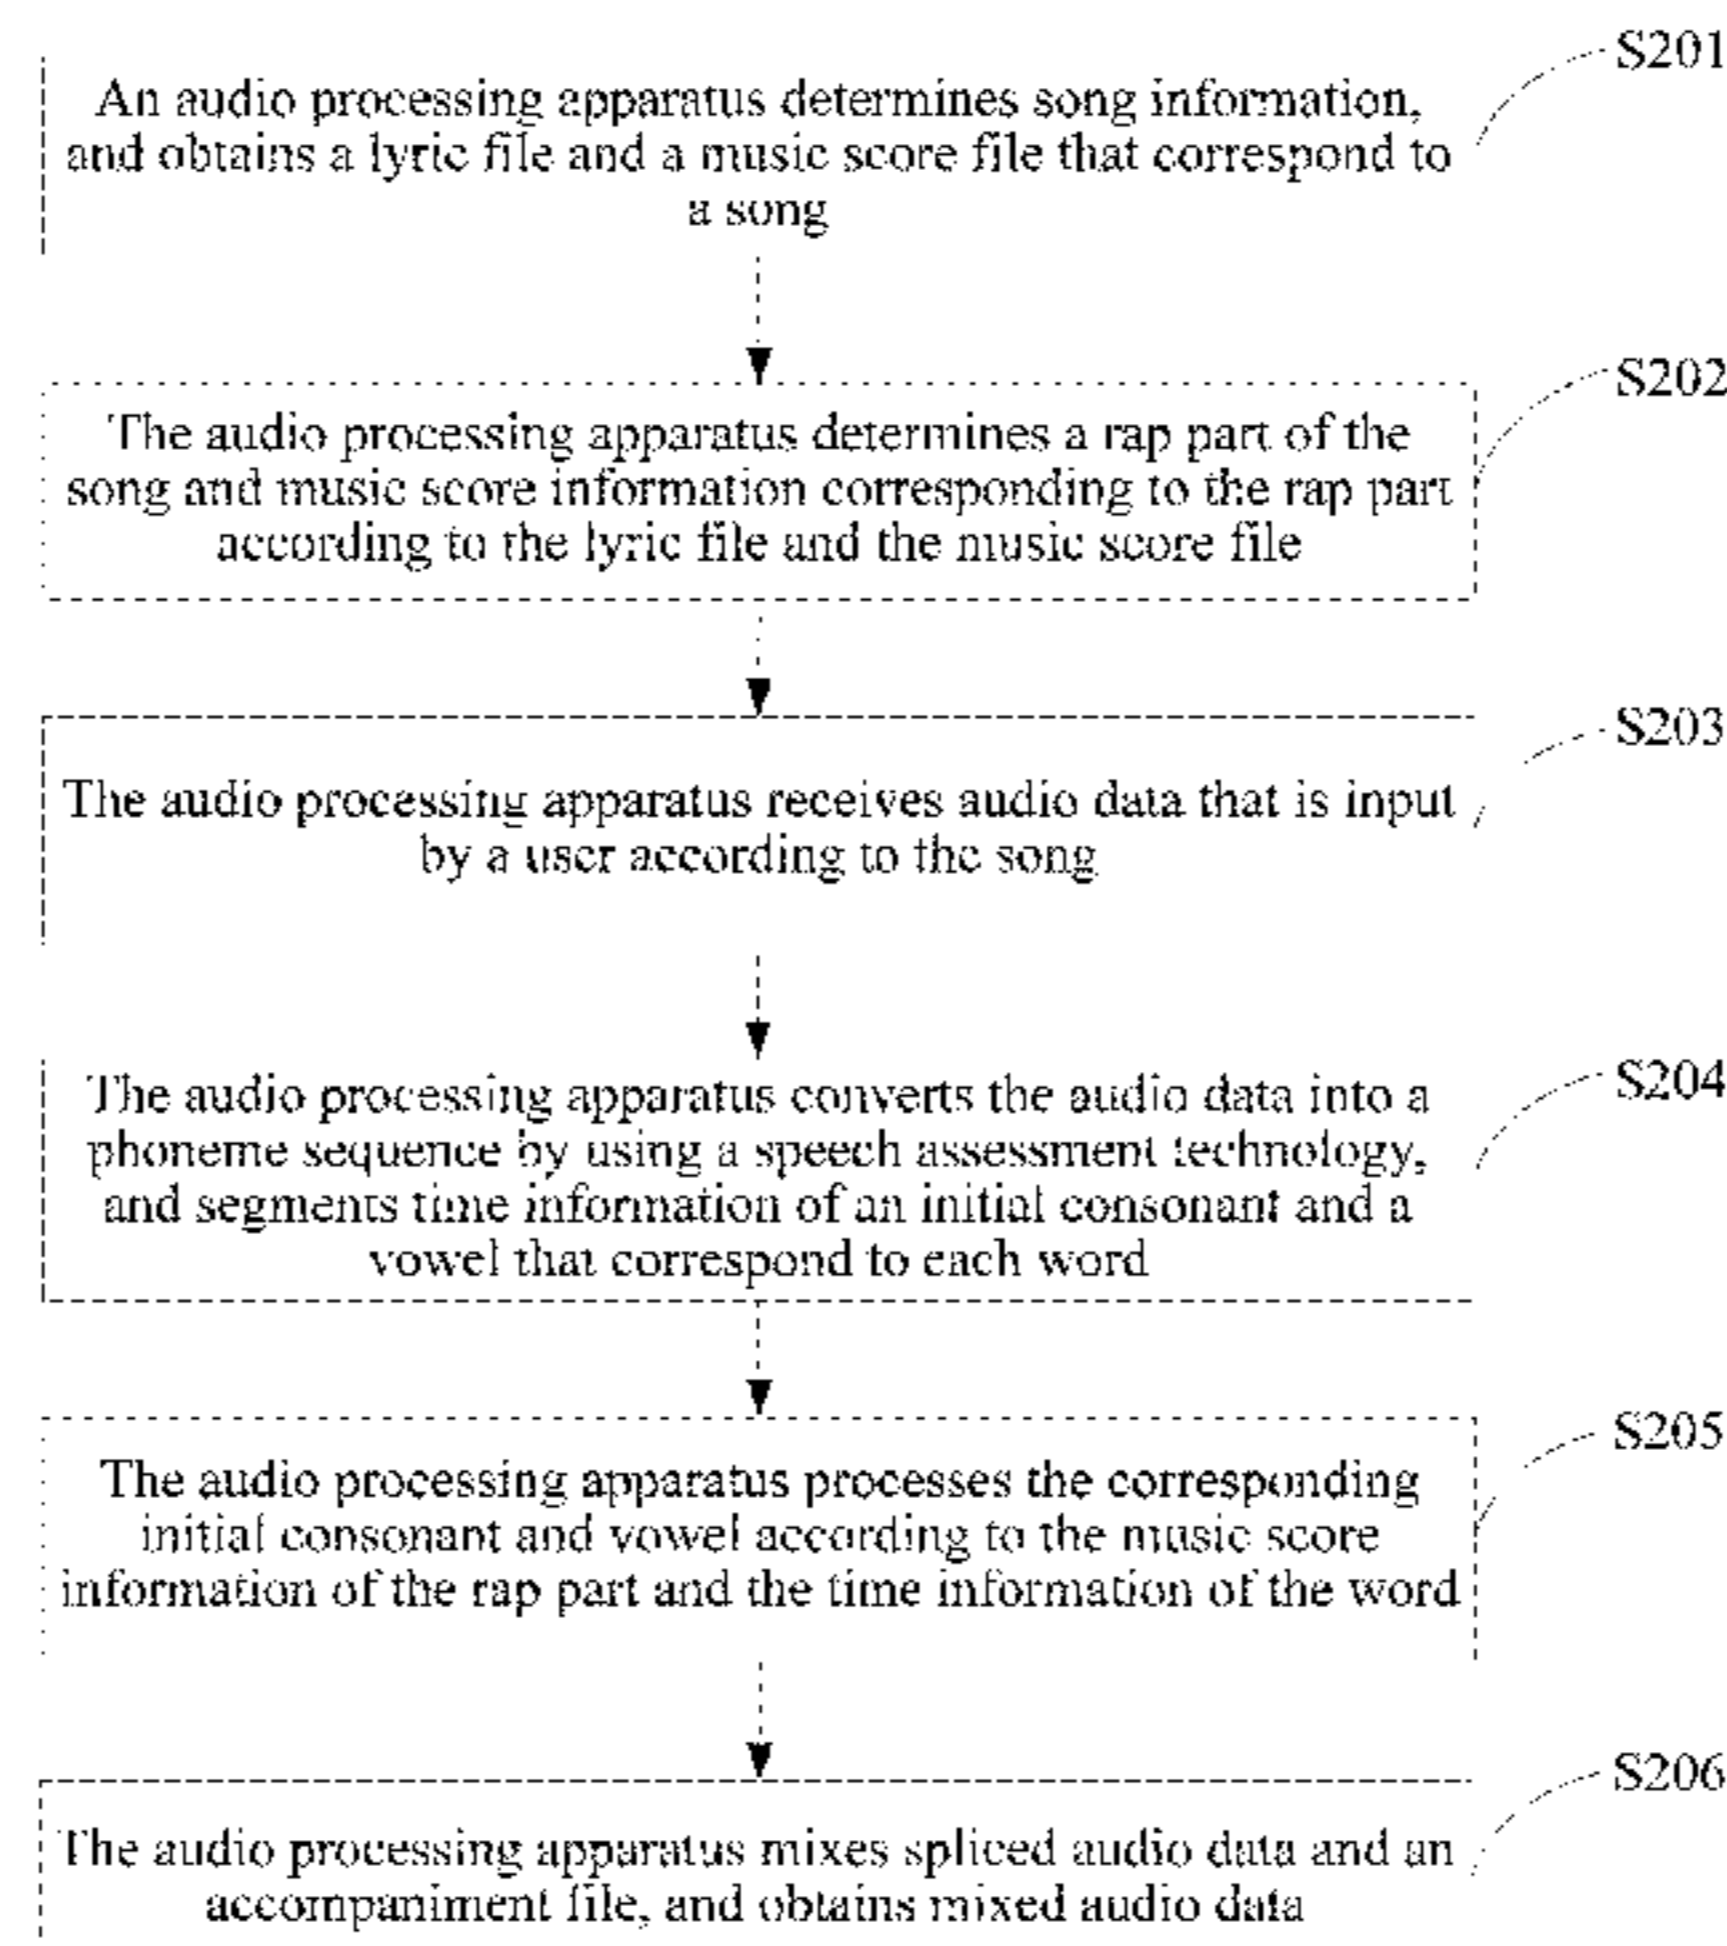 S201
An audio processing apparatus determines song information,
and obtains a lyric file and a music score file that correspond to
a song
S202
The audio processing apparatus determines a rap part of the
song and music score information corresponding to the rap part
according to the lyric file and the music score file
S203
The audio processing apparatus receives audio data that is input
by a user according to the song
S204
The audio processing apparatus converts the audio data into a
phoneme sequence by using a speech assessment technology,
and segments time information of an initial consonant and a
vowel that correspond to each word
S205
The audio processing apparatus processes the corresponding
initial consonant and vowel according to the music score
information of the rap part and the time information of the word
S206
The audio processing apparatus mixes spliced audio data and an
accompaniment file, and obtains mixed audio data